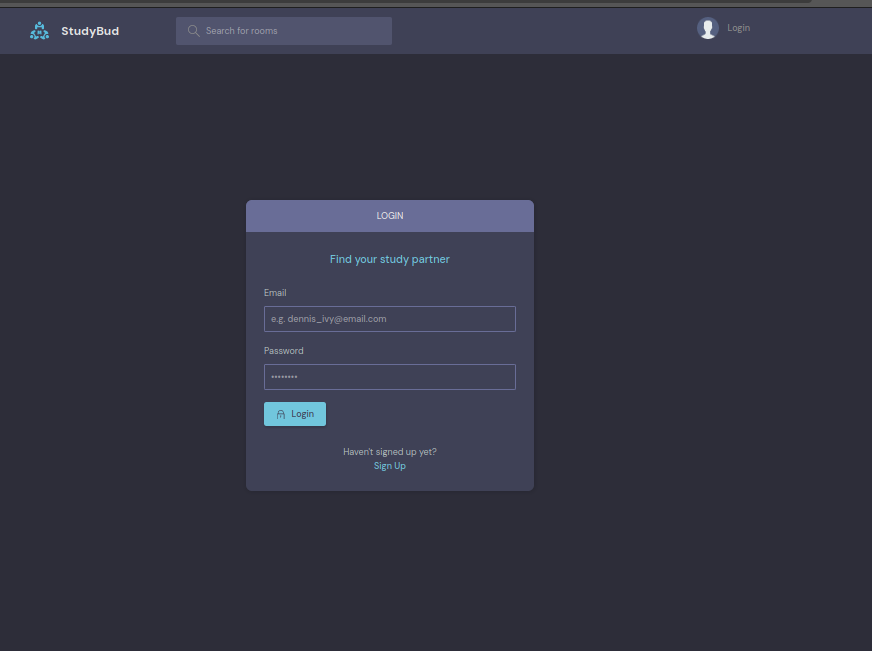 StudyBud
Search for rooms
Login
LOGIN
Find your study partner
Email
e.g. dennis_ivy@email.com
Password
••••••••
Login
Haven't signed up yet?
Sign Up